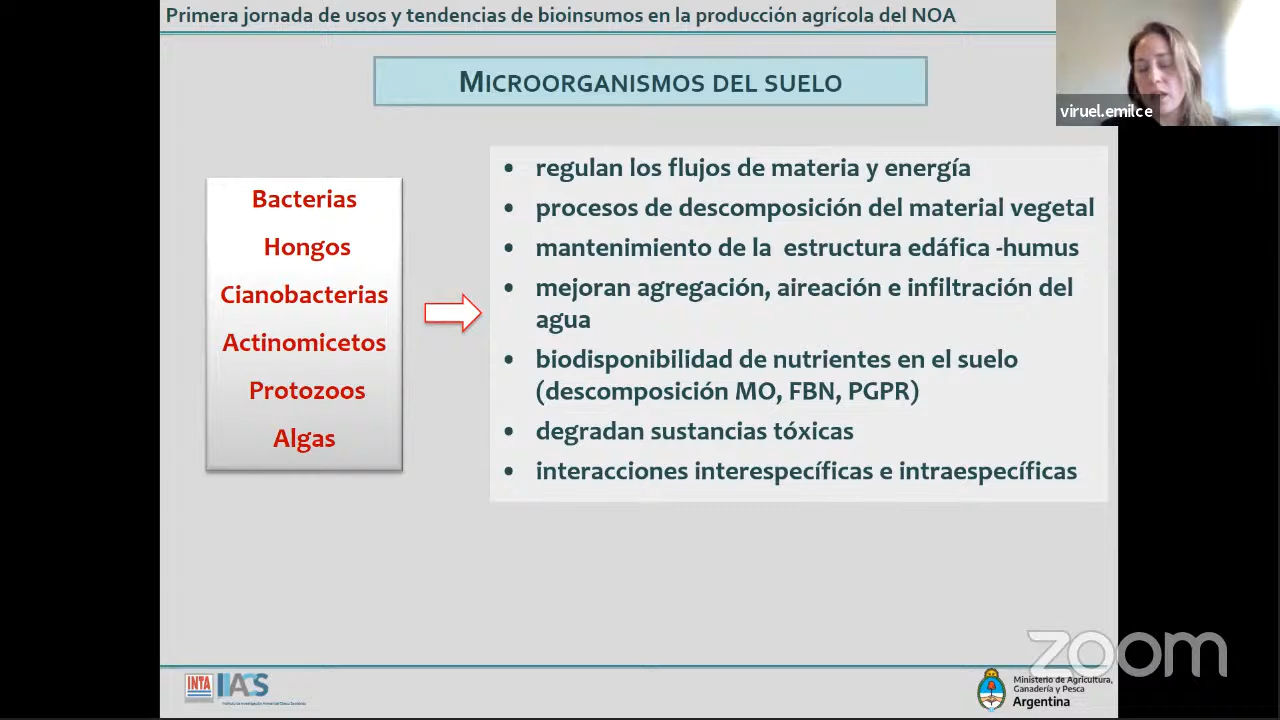 Primera jornada de usos y tendencias de bioinsumos en la producción agrícola del NOA
MICROORGANISMOS DEL SUELO
viruel.emilce
Bacterias
Hongos
Cianobacterias
Actinomicetos
Protozoos
Algas
• regulan los flujos de materia y energía
• procesos de descomposición del material vegetal
• mantenimiento de la estructura edáfica -humus
• mejoran agregación, aireación e infiltración del
agua
• biodisponibilidad de nutrientes en el suelo
(descomposición MO, FBN, PGPR)
• degradan sustancias tóxicas
• interacciones interespecíficas e intraespecíficas
zoom
INTA
IIACS
Ministerio de Agricultura,
Ganadería y Pesca
Argentina